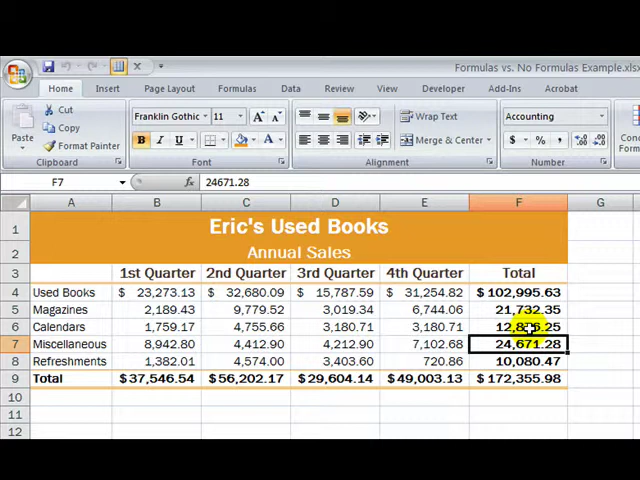 Formulas vs. No Formulas Example.xlsx
Home Insert Page Layout Formulas Data Review View Developer Add-Ins Acrobat
Paste Cut Copy Format Painter Clipboard
Franklin Gothic 11 A A B I U A Font
Wrap Text Merge & Center Alignment
Accounting $ % , .0 .00 .00 .0 Number
F7 fx 24671.28
A B C D E F G
1 Eric's Used Books
2 Annual Sales
3 1st Quarter 2nd Quarter 3rd Quarter 4th Quarter Total
4 Used Books $ 23,273.13 $ 32,680.09 $ 15,787.59 $ 31,254.82 $ 102,995.63
5 Magazines 2,189.43 9,779.52 3,019.34 6,744.06 21,732.35
6 Calendars 1,759.17 4,755.66 3,180.71 3,180.71
7 Miscellaneous 8,942.80 4,412.90 4,212.90 7,102.68 24,671.28
8 Refreshments 1,382.01 4,574.00 3,403.60 720.86 10,080.47
9 Total $ 37,546.54 $ 56,202.17 $ 29,604.14 $ 49,003.13 $ 172,355.98
10
11
12